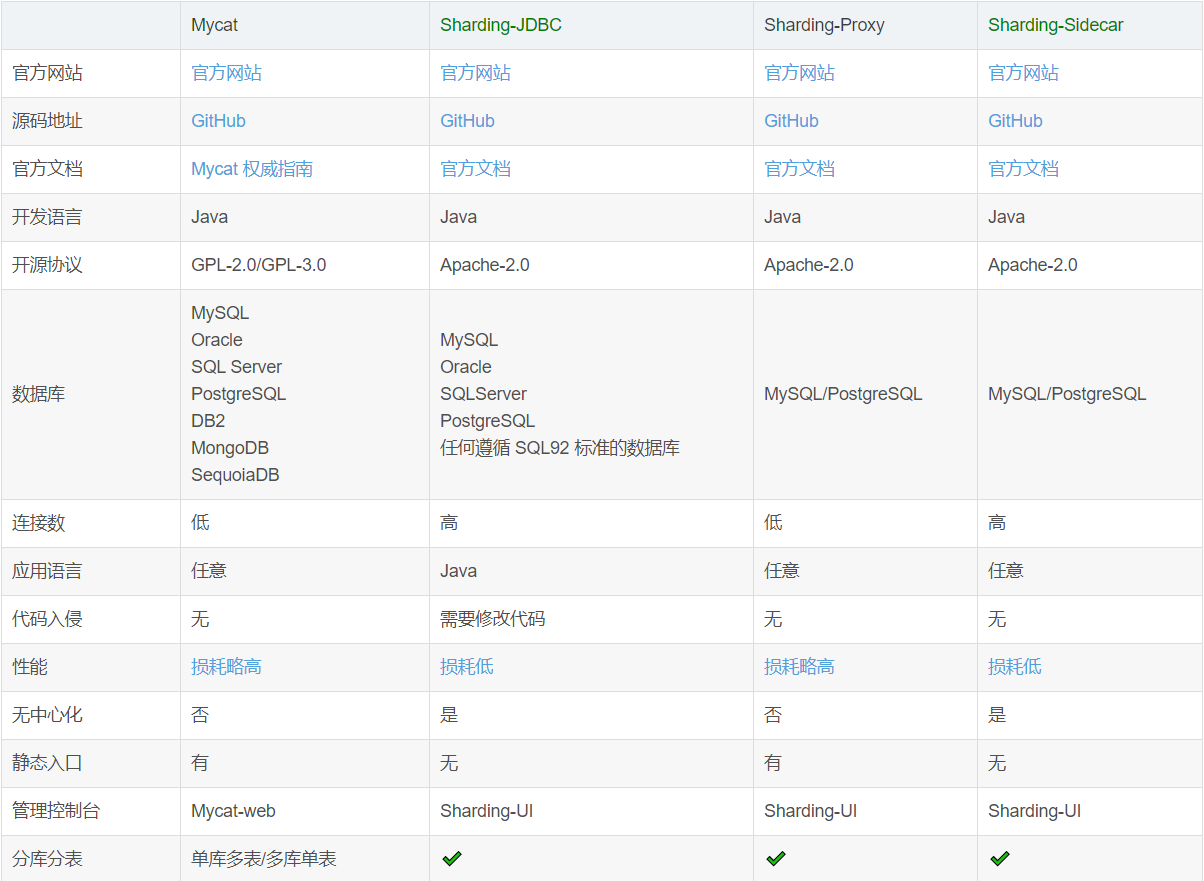 Mycat Sharding-JDBC Sharding-Proxy Sharding-Sidecar
官方网站 官方网站 官方网站 官方网站 官方网站
源码地址 GitHub GitHub GitHub GitHub
官方文档 Mycat 权威指南 官方文档 官方文档 官方文档
开发语言 Java Java Java Java
开源协议 GPL-2.0/GPL-3.0 Apache-2.0 Apache-2.0 Apache-2.0
数据库
MySQL
Oracle
SQL Server
PostgreSQL
DB2
MongoDB
SequoiaDB
MySQL
Oracle
SQLServer
PostgreSQL
任何遵循 SQL92 标准的数据库
MySQL/PostgreSQL
MySQL/PostgreSQL
连接数 低 高 低 高
应用语言 任意 Java 任意 任意
代码入侵 无 需要修改代码 无 无
性能 损耗略高 损耗低 损耗略高 损耗低
无中心化 否 是 否 是
静态入口 有 无 有 无
管理控制台 Mycat-web Sharding-UI Sharding-UI Sharding-UI
分库分表 单库多表/多库单表 ✔ ✔ ✔